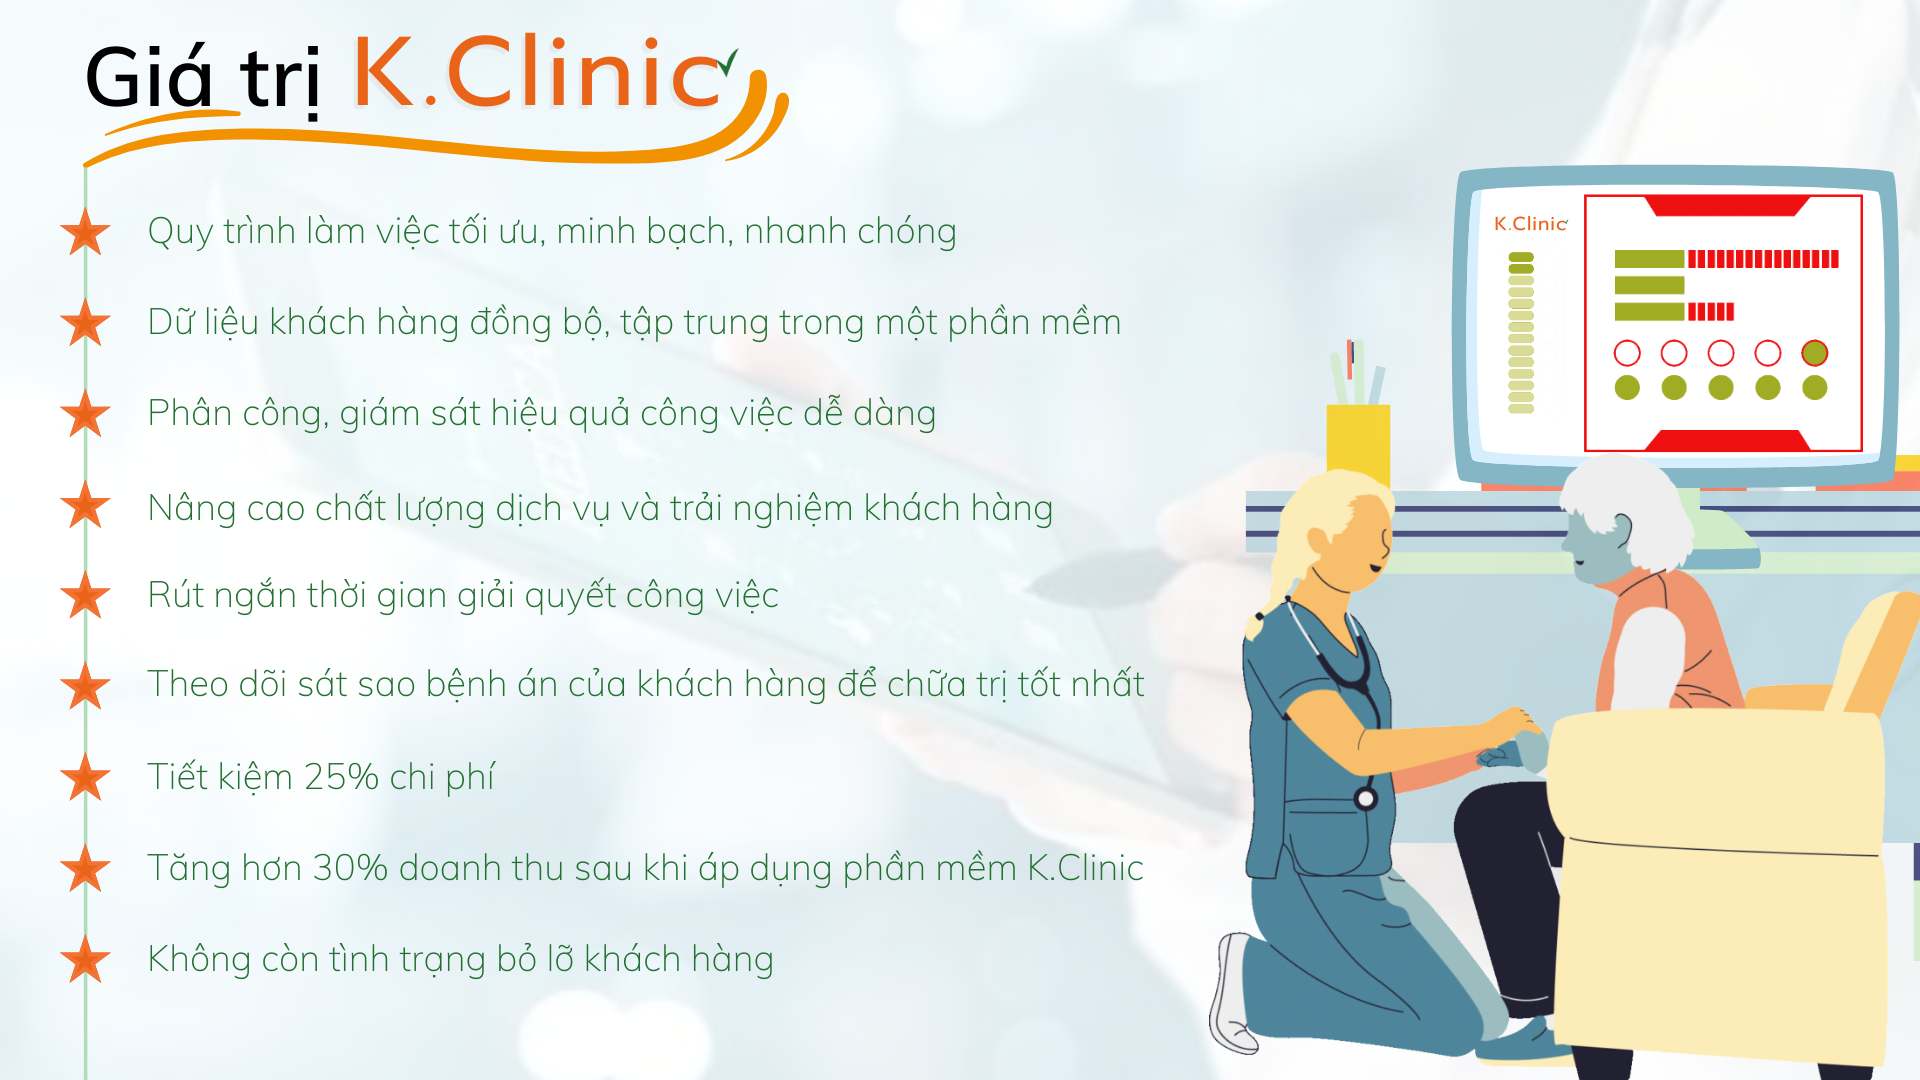 Giá trị K.Clinic
Quy trình làm việc tối ưu, minh bạch, nhanh chóng
Dữ liệu khách hàng đồng bộ, tập trung trong một phần mềm
Phân công, giám sát hiệu quả công việc dễ dàng
Nâng cao chất lượng dịch vụ và trải nghiệm khách hàng
Rút ngắn thời gian giải quyết công việc
Theo dõi sát sao bệnh án của khách hàng để chữa trị tốt nhất
Tiết kiệm 25% chi phí
Tăng hơn 30% doanh thu sau khi áp dụng phần mềm K.Clinic
Không còn tình trạng bỏ lỡ khách hàng
K.Clinic